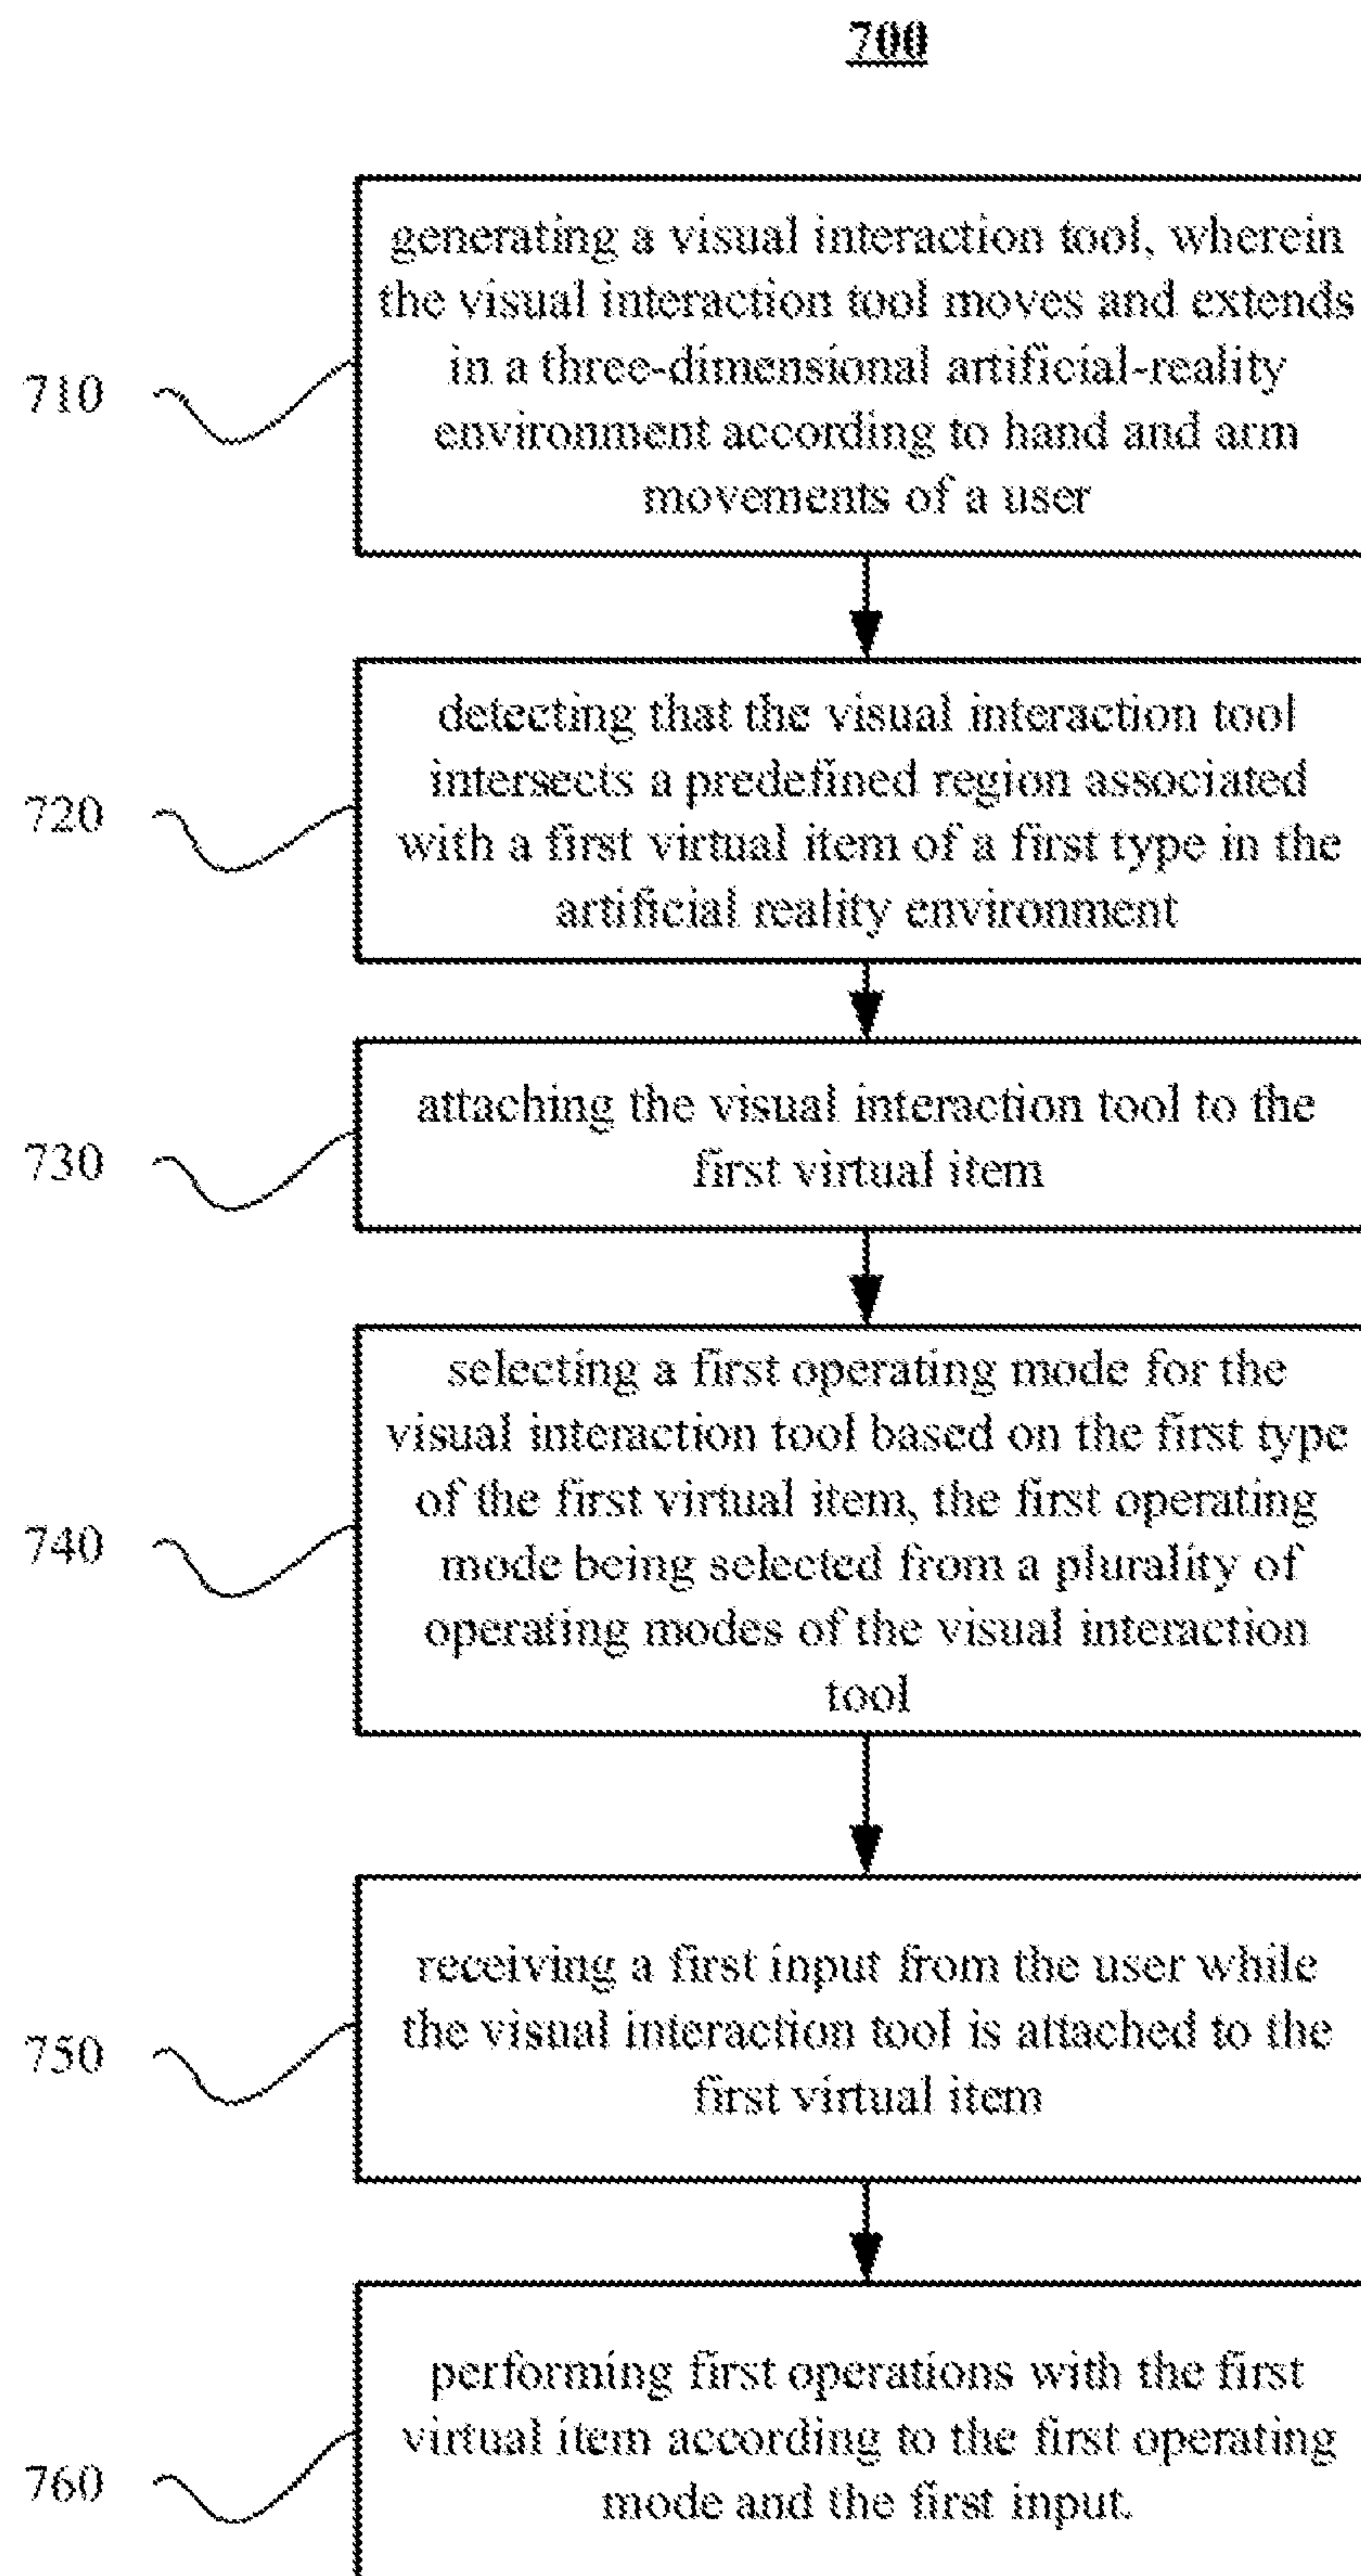 700
generating a visual interaction tool, wherein
the visual interaction tool moves and extends
in a three-dimensional artificial-reality
environment according to hand and arm
movements of a user
710
detecting that the visual interaction tool
intersects a predefined region associated
with a first virtual item of a first type in the
artificial reality environment
720
attaching the visual interaction tool to the
first virtual item
730
selecting a first operating mode for the
visual interaction tool based on the first type
of the first virtual item, the first operating
mode being selected from a plurality of
operating modes of the visual interaction
tool
740
receiving a first input from the user while
the visual interaction tool is attached to the
first virtual item
750
performing first operations with the first
virtual item according to the first operating
mode and the first input.
760